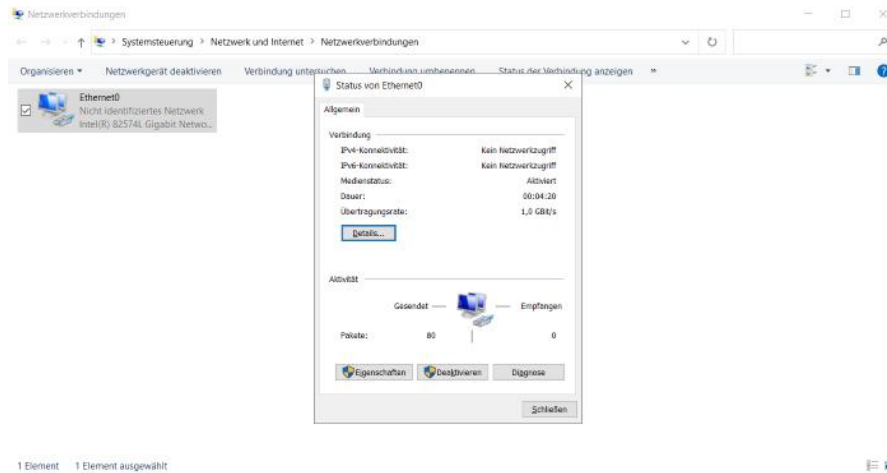 Netzwerkverbindungen
Systemsteuerung > Netzwerk und Internet > Netzwerkverbindungen
Organisieren Netzwerkgerät deaktivieren Verbindung untersuchen Verbindung umbenennen Status der Verbindung anzeigen »
Ethernet0
Nicht identifiziertes Netzwerk
Intel(R) 82574L Gigabit Netwo...
Status von Ethernet0
Allgemein
Verbindung
IPv4-Konnektivität: Kein Netzwerkzugriff
IPv6-Konnektivität: Kein Netzwerkzugriff
Medienstatus: Aktiviert
Dauer: 00:04:20
Übertragungsrate: 1,0 GBit/s
Details...
Aktivität
Gesendet Empfangen
Pakete: 80 0
Eigenschaften Deaktivieren Diagnose
Schließen
1 Element 1 Element ausgewählt